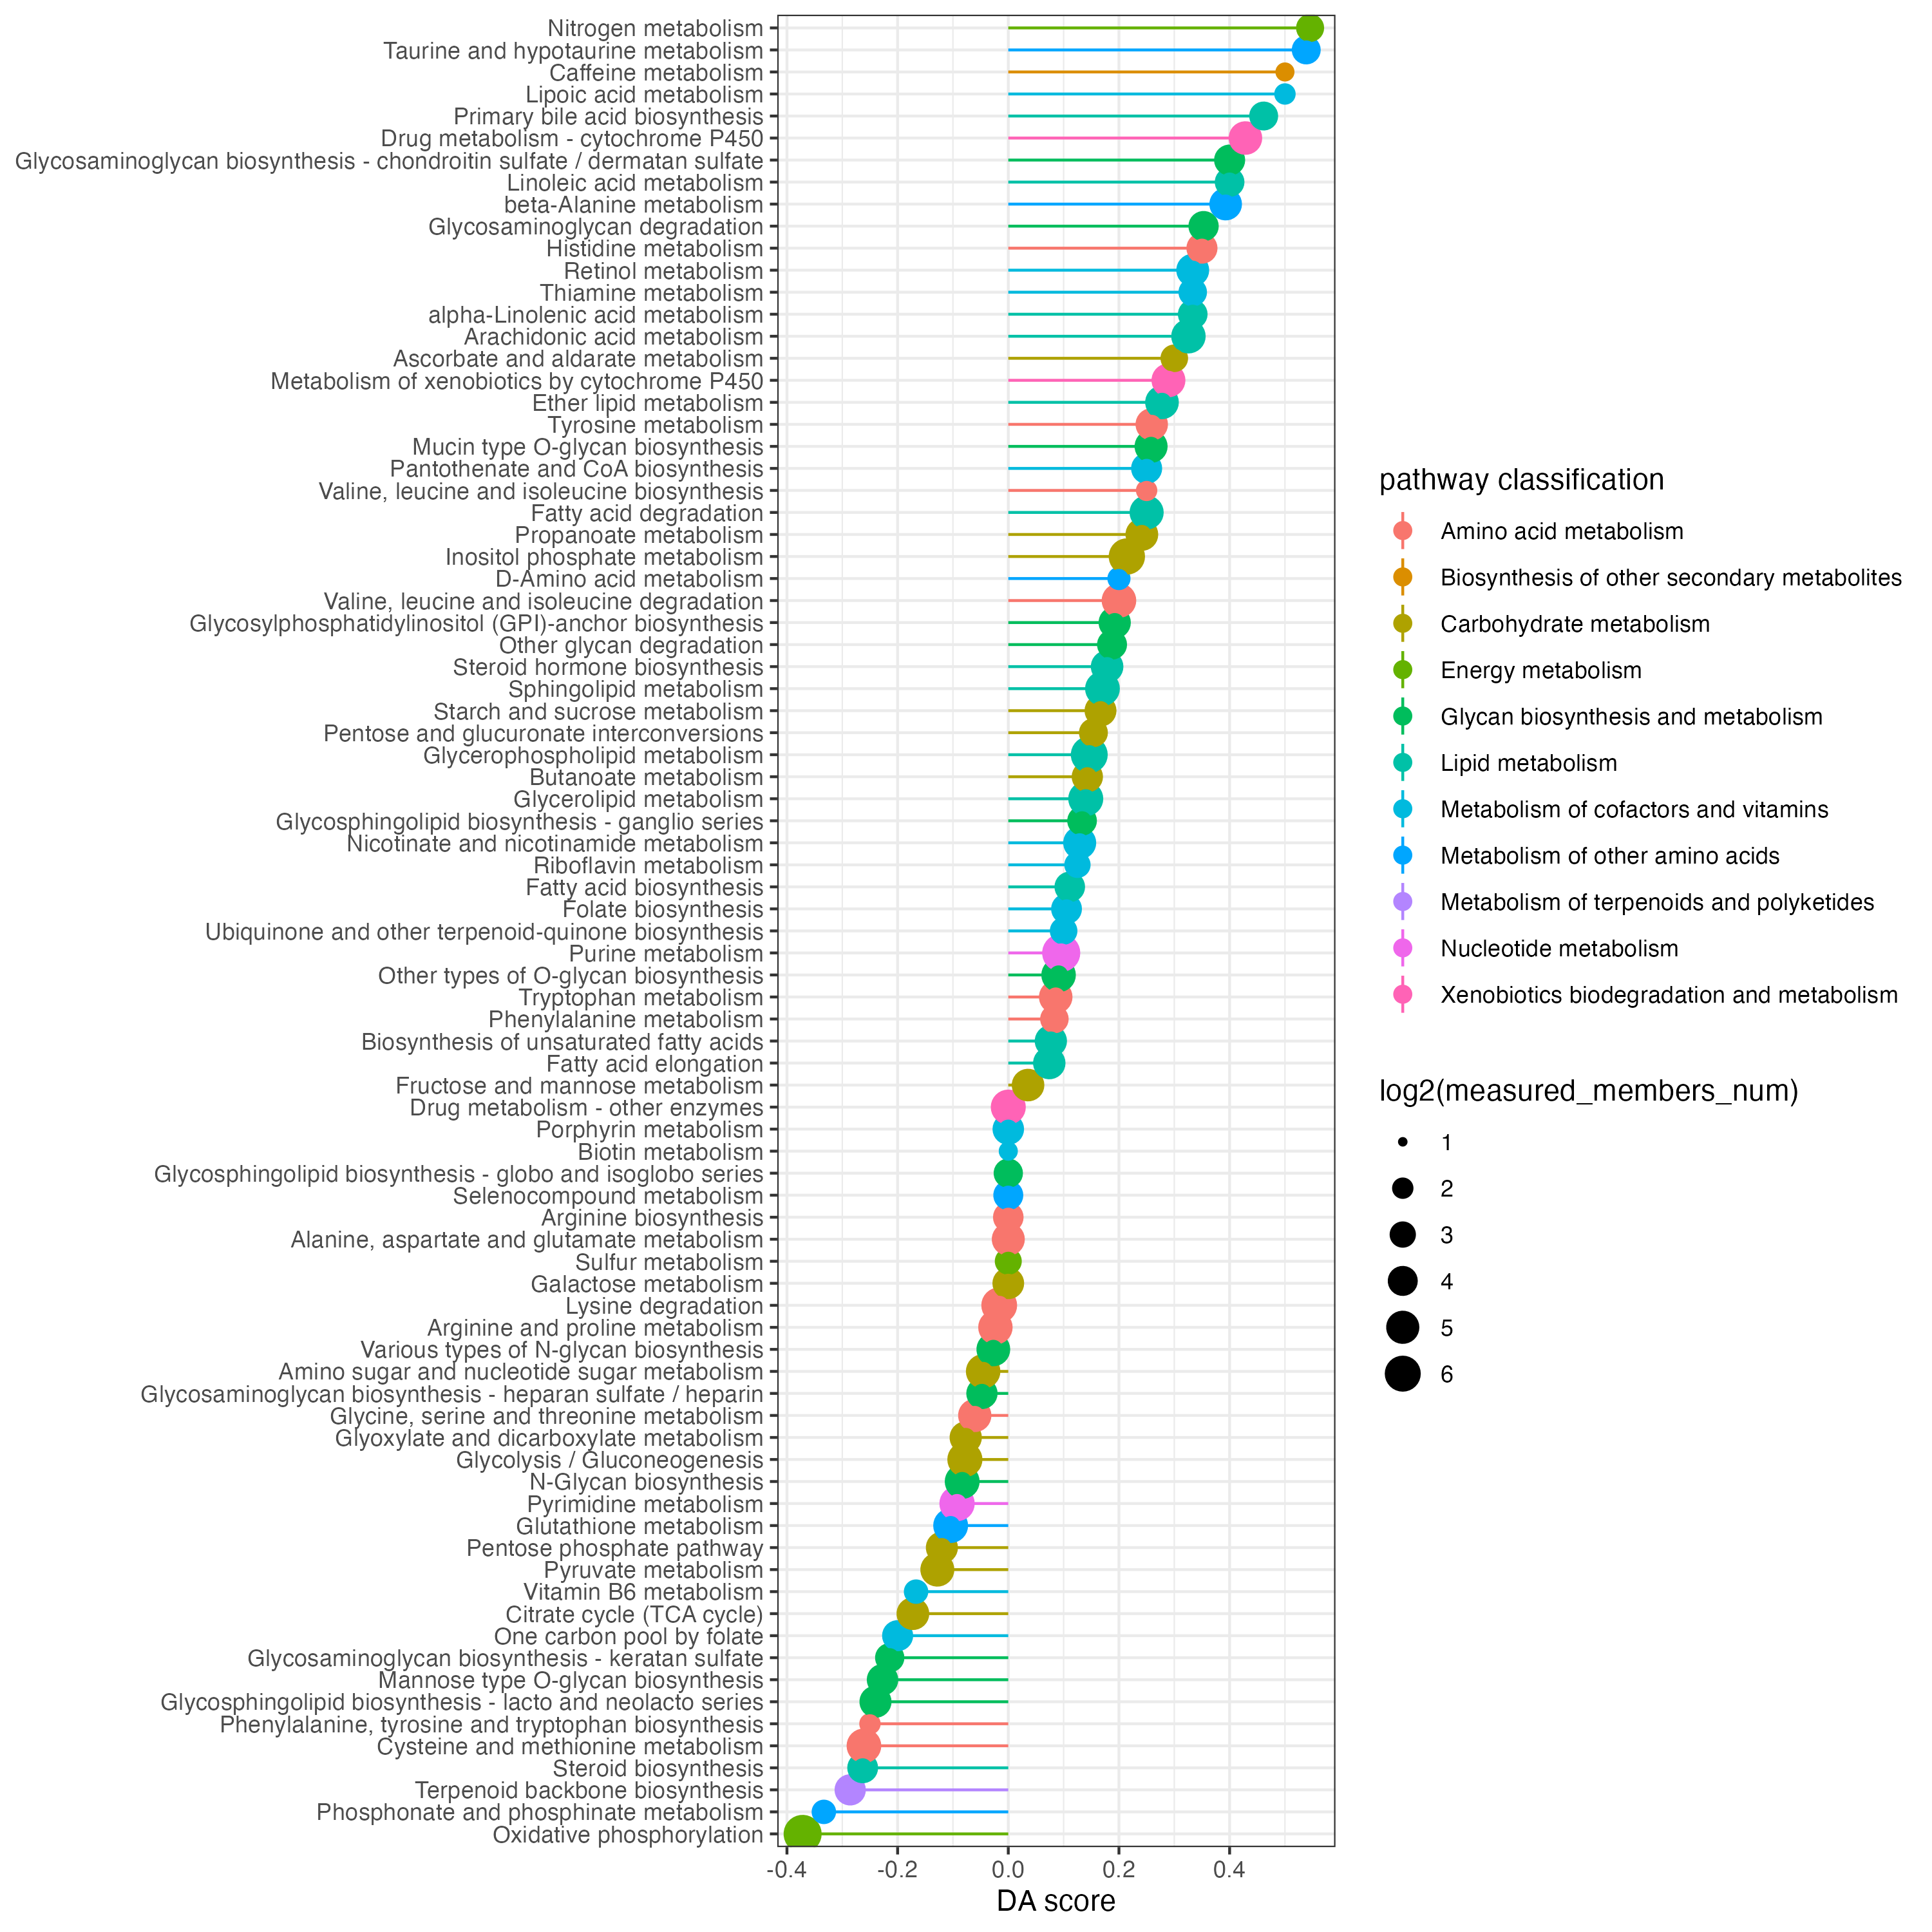 Nitrogen metabolism
Taurine and hypotaurine metabolism
Caffeine metabolism
Lipoic acid metabolism
Primary bile acid biosynthesis
Drug metabolism - cytochrome P450
Glycosaminoglycan biosynthesis - chondroitin sulfate / dermatan sulfate
Linoleic acid metabolism
beta-Alanine metabolism
Glycosaminoglycan degradation
Histidine metabolism
Retinol metabolism
Thiamine metabolism
alpha-Linolenic acid metabolism
Arachidonic acid metabolism
Ascorbate and aldarate metabolism
Metabolism of xenobiotics by cytochrome P450
Ether lipid metabolism
Tyrosine metabolism
Mucin type O-glycan biosynthesis
Pantothenate and CoA biosynthesis
Valine, leucine and isoleucine biosynthesis
Fatty acid degradation
Propanoate metabolism
Inositol phosphate metabolism
D-Amino acid metabolism
Valine, leucine and isoleucine degradation
Glycosylphosphatidylinositol (GPI)-anchor biosynthesis
Other glycan degradation
Steroid hormone biosynthesis
Sphingolipid metabolism
Starch and sucrose metabolism
Pentose and glucuronate interconversions
Glycerophospholipid metabolism
Butanoate metabolism
Glycerolipid metabolism
Glycosphingolipid biosynthesis - ganglio series
Nicotinate and nicotinamide metabolism
Riboflavin metabolism
Fatty acid biosynthesis
Folate biosynthesis
Ubiquinone and other terpenoid-quinone biosynthesis
Purine metabolism
Other types of O-glycan biosynthesis
Tryptophan metabolism
Phenylalanine metabolism
Biosynthesis of unsaturated fatty acids
Fatty acid elongation
Fructose and mannose metabolism
Drug metabolism - other enzymes
Porphyrin metabolism
Biotin metabolism
Glycosphingolipid biosynthesis - globo and isoglobo series
Selenocompound metabolism
Arginine biosynthesis
Alanine, aspartate and glutamate metabolism
Sulfur metabolism
Galactose metabolism
Lysine degradation
Arginine and proline metabolism
Various types of N-glycan biosynthesis
Amino sugar and nucleotide sugar metabolism
Glycosaminoglycan biosynthesis - heparan sulfate / heparin
Glycine, serine and threonine metabolism
Glyoxylate and dicarboxylate metabolism
Glycolysis / Gluconeogenesis
N-Glycan biosynthesis
Pyrimidine metabolism
Glutathione metabolism
Pentose phosphate pathway
Pyruvate metabolism
Vitamin B6 metabolism
Citrate cycle (TCA cycle)
One carbon pool by folate
Glycosaminoglycan biosynthesis - keratan sulfate
Mannose type O-glycan biosynthesis
Glycosphingolipid biosynthesis - lacto and neolacto series
Phenylalanine, tyrosine and tryptophan biosynthesis
Cysteine and methionine metabolism
Steroid biosynthesis
Terpenoid backbone biosynthesis
Phosphonate and phosphinate metabolism
Oxidative phosphorylation
-0.4 -0.2 0.0 0.2 0.4
DA score
pathway classification
Amino acid metabolism
Biosynthesis of other secondary metabolites
Carbohydrate metabolism
Energy metabolism
Glycan biosynthesis and metabolism
Lipid metabolism
Metabolism of cofactors and vitamins
Metabolism of other amino acids
Metabolism of terpenoids and polyketides
Nucleotide metabolism
Xenobiotics biodegradation and metabolism
log2(measured_members_num)
1
2
3
4
5
6